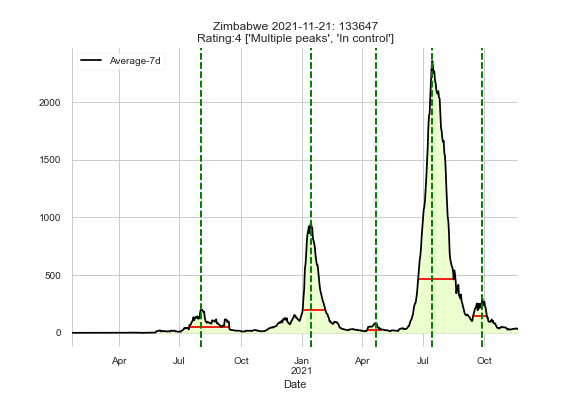 Zimbabwe 2021-11-21: 133647
Rating:4 ['Multiple peaks', 'In control']
Average-7d
2000
1500
1000
500
0
Apr Jul Oct Jan Apr Jul Oct
2021
Date